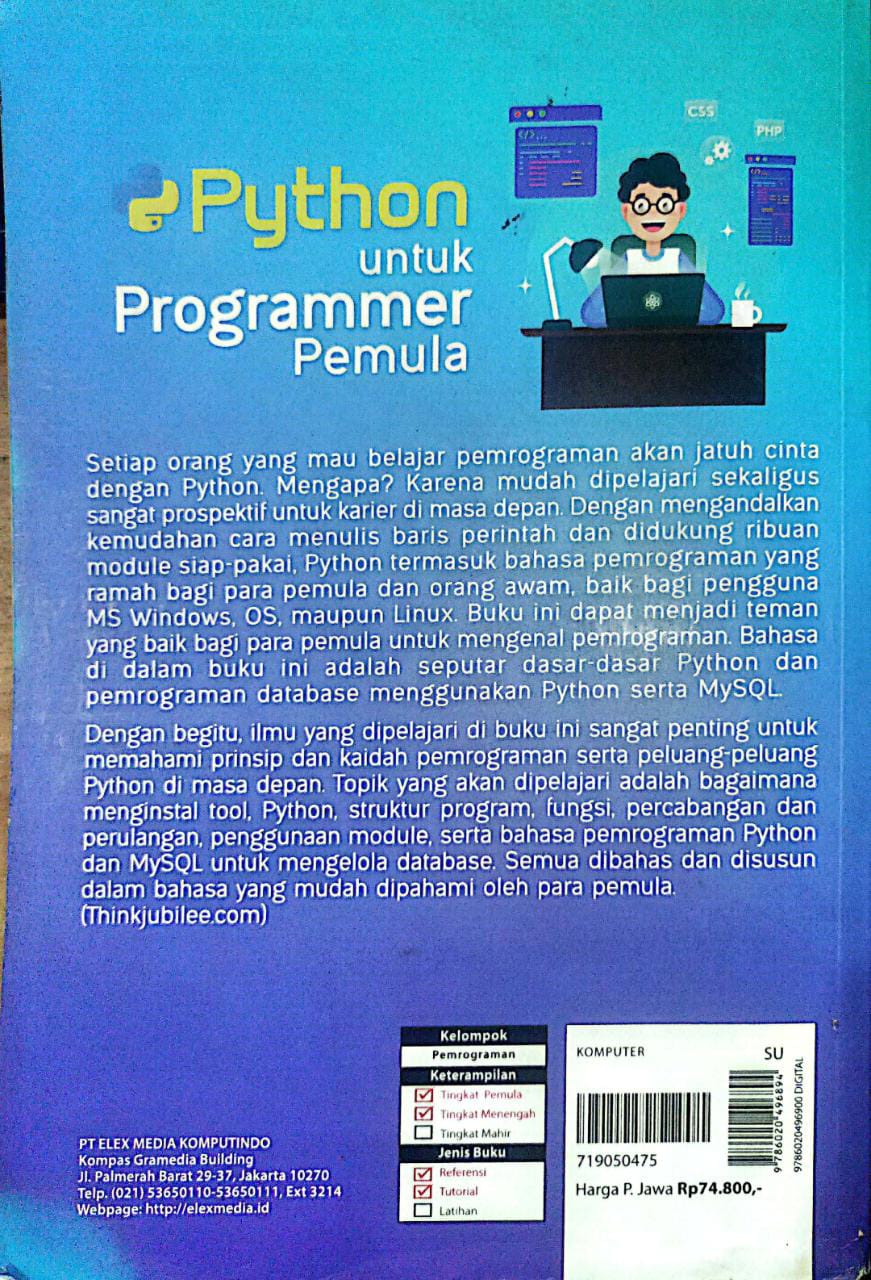 CSS
PHP
</...
</...
Python
untuk
Programmer
Pemula
Setiap orang yang mau belajar pemrograman akan jatuh cinta
dengan Python. Mengapa? Karena mudah dipelajari sekaligus
sangat prospektif untuk karier di masa depan. Dengan mengandalkan
kemudahan cara menulis baris perintah dan didukung ribuan
module siap-pakai, Python termasuk bahasa pemrograman yang
ramah bagi para pemula dan orang awam, baik bagi pengguna
MS Windows, OS, maupun Linux. Buku ini dapat menjadi teman
yang baik bagi para pemula untuk mengenal pemrograman. Bahasa
di dalam buku ini adalah seputar dasar-dasar Python dan
pemrograman database menggunakan Python serta MySQL.
Dengan begitu, ilmu yang dipelajari di buku ini sangat penting untuk
memahami prinsip dan kaidah pemrograman serta peluang-peluang
Python di masa depan. Topik yang akan dipelajari adalah bagaimana
menginstal tool, Python, struktur program, fungsi, percabangan dan
perulangan, penggunaan module, serta bahasa pemrograman Python
dan MySQL untuk mengelola database. Semua dibahas dan disusun
dalam bahasa yang mudah dipahami oleh para pemula.
(Thinkjubilee.com)
PT ELEX MEDIA KOMPUTINDO
Kompas Gramedia Building
Jl. Palmerah Barat 29-37, Jakarta 10270
Telp. (021) 53650110-53650111, Ext 3214
Webpage: http://elexmedia.id
Kelompok
Pemrograman
Keterampilan
Tingkat Pemula
Tingkat Menengah
Tingkat Mahir
Jenis Buku
Referensi
Tutorial
Latihan
KOMPUTER
SU
719050475
Harga P. Jawa Rp74.800,-
9 786020 496894
9786020496900 DIGITAL